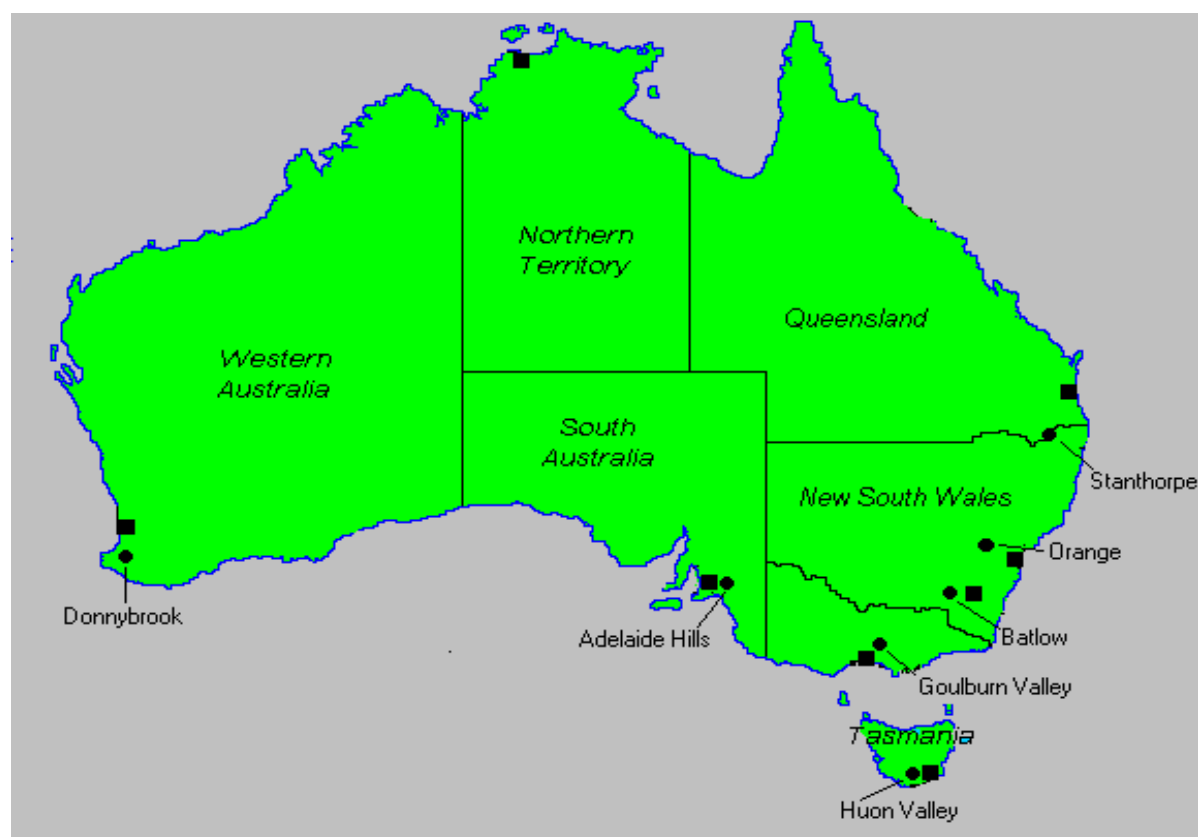 Northern
Territory
Queensland
Western
Australia
South
Australia
Stanthorpe
New South Wales
Orange
Donnybrook
Adelaide Hills
Batlow
Goulburn Valley
Tasmania
Huon Valley